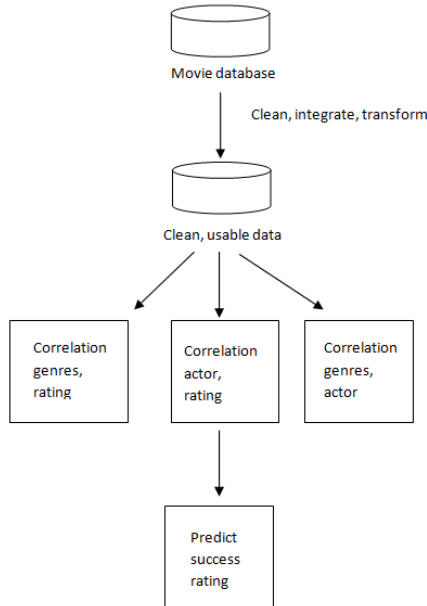 Movie database
Clean, integrate, transform
Clean, usable data
Correlation
genres,
rating
Correlation
actor,
rating
Correlation
genres,
actor
Predict
success
rating